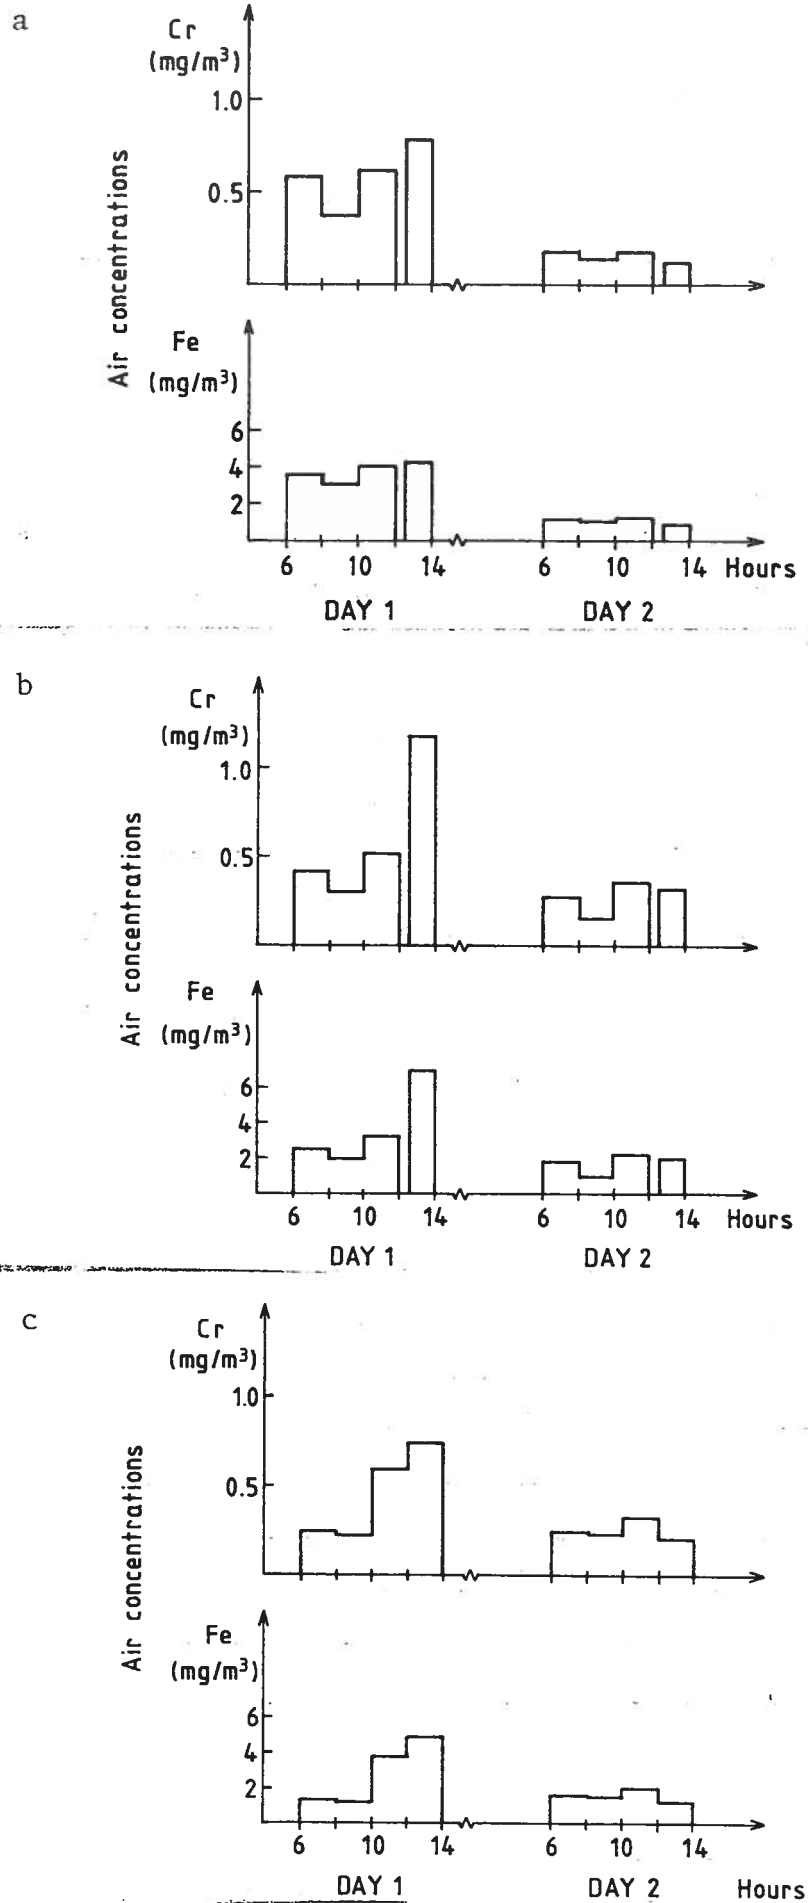 a
Cr
(mg/m³)
1.0
0.5
Air concentrations
Fe
(mg/m³)
6
4
2
6 10 14 6 10 14 Hours
DAY 1 DAY 2
b
Cr
(mg/m³)
1.0
0.5
Air concentrations
Fe
(mg/m³)
6
4
2
6 10 14 6 10 14 Hours
DAY 1 DAY 2
c
Cr
(mg/m³)
1.0
0.5
Air concentrations
Fe
(mg/m³)
6
4
2
6 10 14 6 10 14
DAY 1 DAY 2 Hours